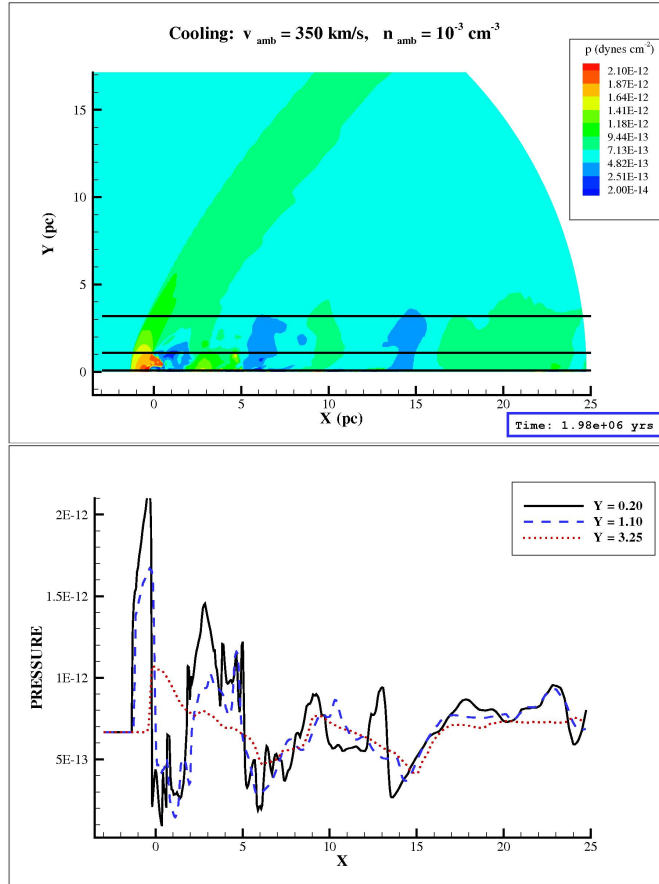 Cooling: v amb = 350 km/s, n amb = 10⁻³ cm⁻³
p (dynes cm⁻²)
2.10E-12
1.87E-12
1.64E-12
1.41E-12
1.18E-12
9.44E-13
7.13E-13
4.82E-13
2.51E-13
2.00E-14
Y (pc)
15
10
5
0
0 5 10 15 20 25
X (pc)
Time: 1.98e+06 yrs
Y = 0.20
Y = 1.10
Y = 3.25
PRESSURE
2E-12
1.5E-12
1E-12
5E-13
0 5 10 15 20 25
X